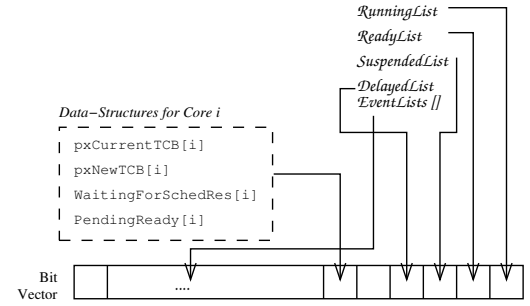 RunningList
ReadyList
SuspendedList
DelayedList
EventLists []
Data-Structures for Core i
pxCurrentTCB[i]
pxNewTCB[i]
WaitingForSchedRes[i]
PendingReady[i]
Bit
Vector
....